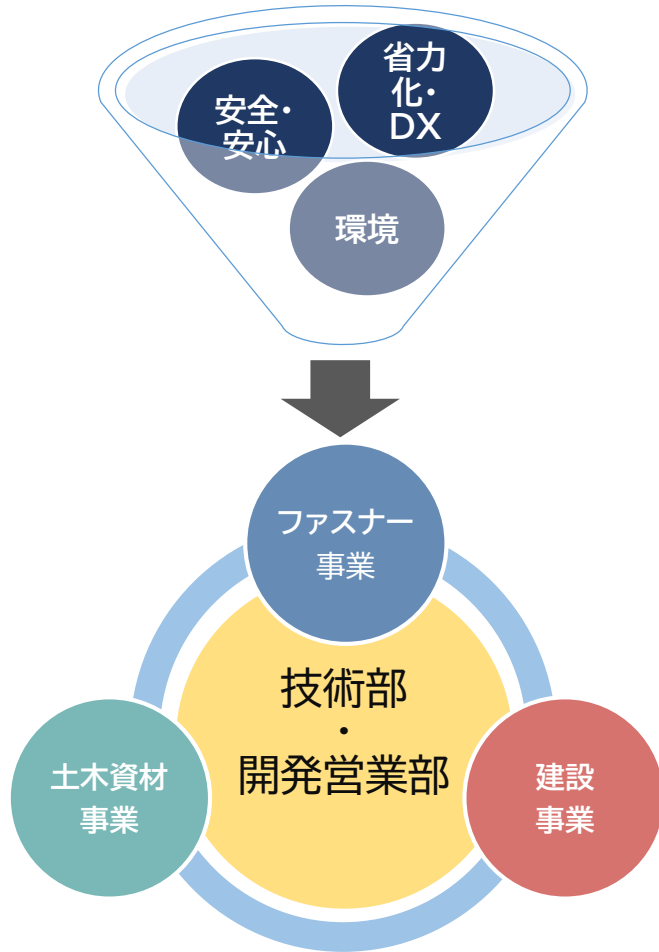 省力
化・
DX
安全・
安心
環境
ファスナー
事業
技術部
・
開発営業部
土木資材
事業
建設
事業